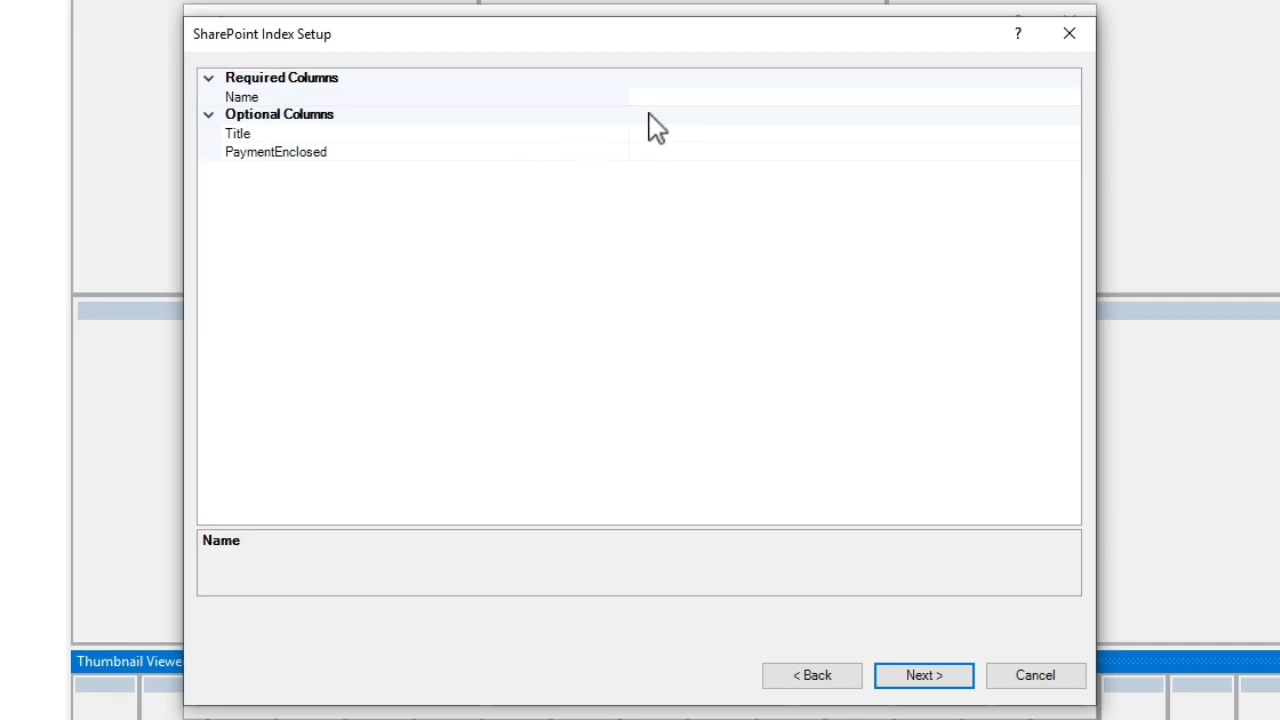 SharePoint Index Setup
?
Required Columns
Name
Optional Columns
Title
PaymentEnclosed
Name
Thumbnail Viewe
< Back
Next >
Cancel